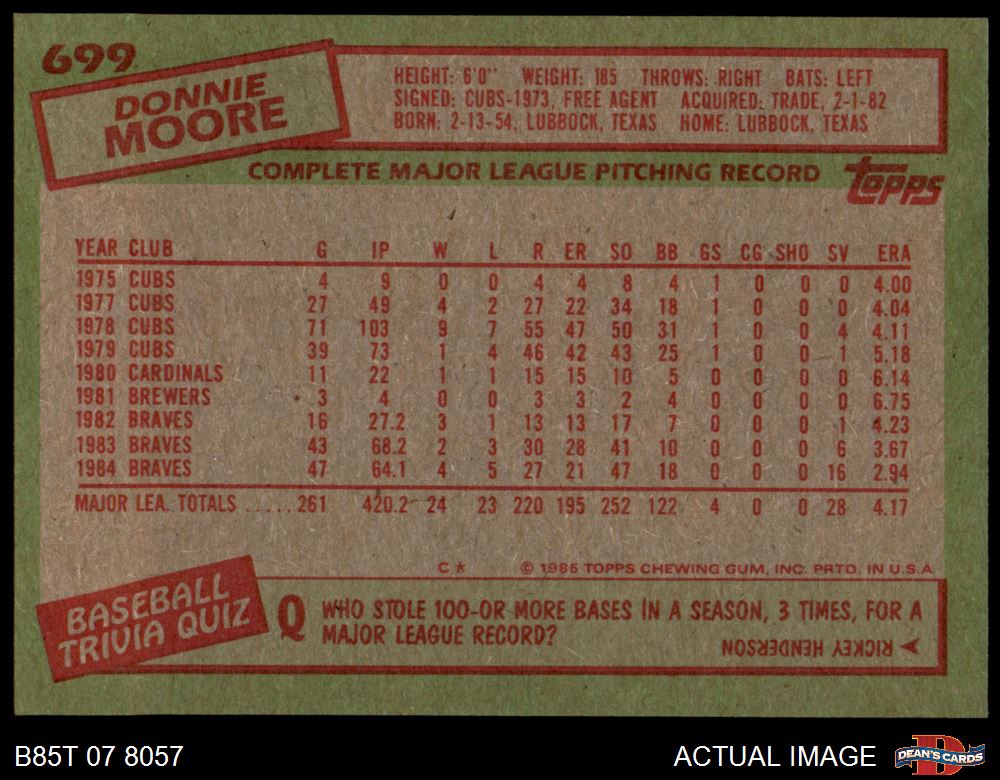 699
DONNIE
MOORE
HEIGHT: 6'0" WEIGHT: 185 THROWS: RIGHT BATS: LEFT
SIGNED: CUBS-1973, FREE AGENT ACQUIRED: TRADE, 2-1-82
BORN: 2-13-54, LUBBOCK, TEXAS HOME: LUBBOCK, TEXAS
COMPLETE MAJOR LEAGUE PITCHING RECORD
topps
YEAR CLUB G IP W L R ER SO BB GS CG SHO SV ERA
1975 CUBS 4 9 0 0 4 4 8 4 1 0 0 0 4.00
1977 CUBS 27 49 4 2 27 22 34 18 1 0 0 0 4.04
1978 CUBS 71 103 9 7 55 47 50 31 1 0 0 4 4.11
1979 CUBS 39 73 1 4 46 42 43 25 1 0 0 1 5.18
1980 CARDINALS 11 22 1 1 15 15 10 5 0 0 0 0 6.14
1981 BREWERS 3 4 0 0 3 3 2 4 0 0 0 0 6.75
1982 BRAVES 16 27.2 3 1 13 13 17 7 0 0 0 1 4.23
1983 BRAVES 43 68.2 2 3 30 28 41 10 0 0 0 6 3.67
1984 BRAVES 47 64.1 4 5 27 21 47 18 0 0 0 16 2.94
MAJOR LEA. TOTALS ..... 261 420.2 24 23 220 195 252 122 4 0 0 28 4.17
C* © 1985 TOPPS CHEWING GUM, INC. PRTD. IN U.S.A.
BASEBALL
TRIVIA QUIZ
Q WHO STOLE 100-OR MORE BASES IN A SEASON, 3 TIMES, FOR A
MAJOR LEAGUE RECORD?
RICKEY HENDERSON
B85T 07 8057
ACTUAL IMAGE
D
DEAN'S CARDS